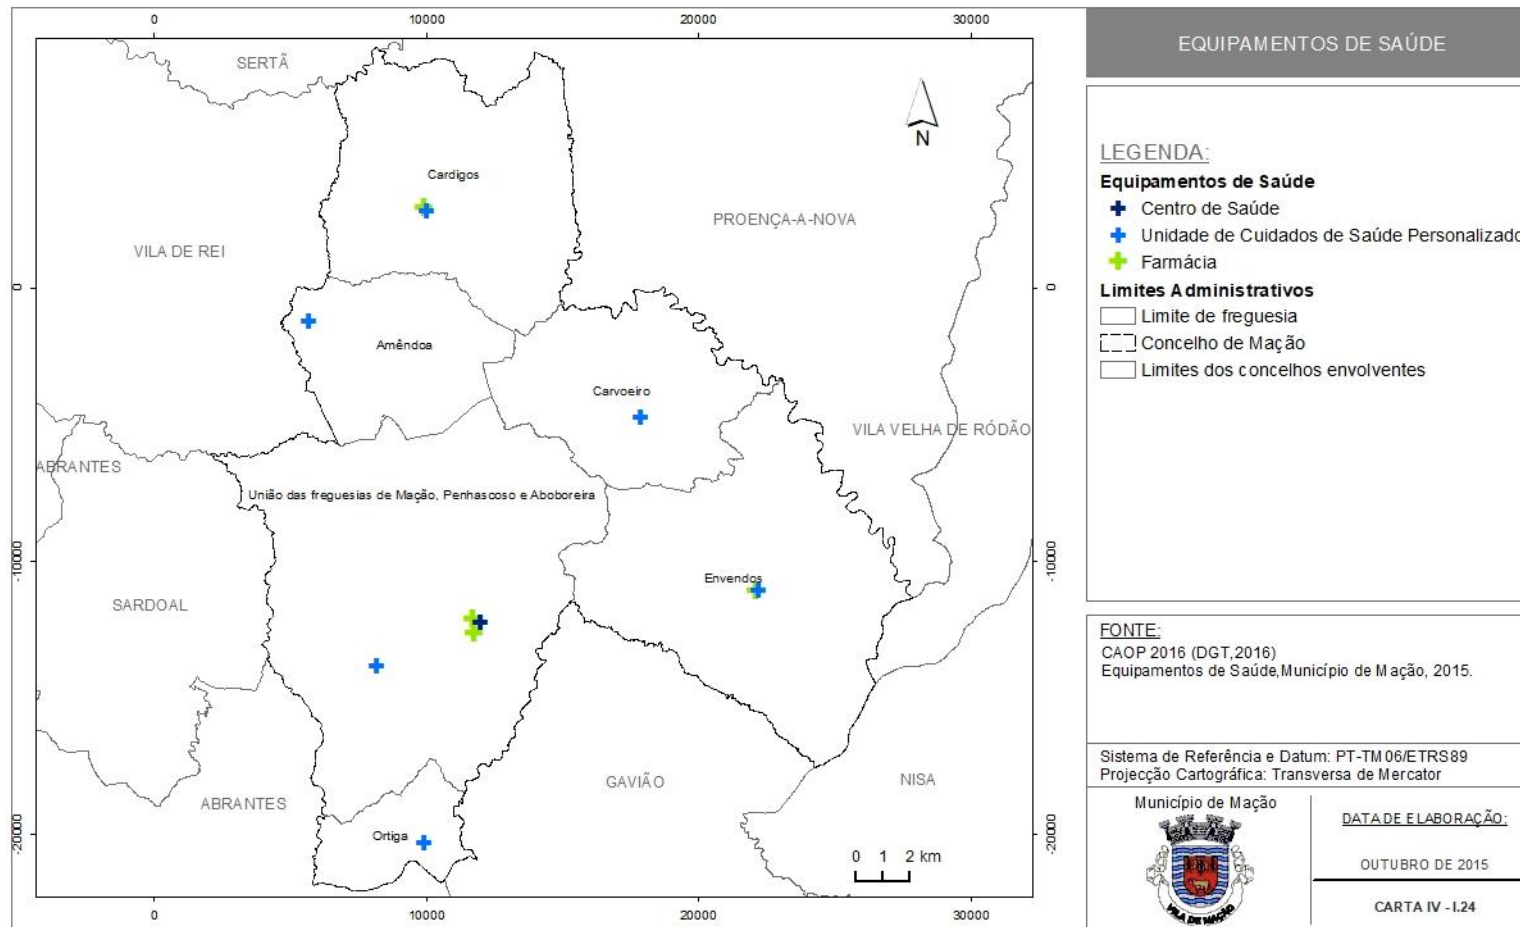 0 10000 20000 30000
EQUIPAMENTOS DE SAÚDE
SERTÃ
N
Cardigos
PROENÇA-A-NOVA
VILA DE REI
0
0
Amêndoa
Carvoeiro
VILA VELHA DE RÓDÃO
ABRANTES
União das freguesias de Mação, Penhascoso e Aboboreira
-10000
-10000
Envendos
SARDOAL
GAVIÃO
NISA
ABRANTES
Ortiga
-20000
-20000
0 1 2 km
0 10000 20000 30000
LEGENDA:
Equipamentos de Saúde
Centro de Saúde
Unidade de Cuidados de Saúde Personalizado
Farmácia
Limites Administrativos
Limite de freguesia
Concelho de Mação
Limites dos concelhos envolventes
FONTE:
CAOP 2016 (DGT,2016)
Equipamentos de Saúde,Município de Mação, 2015.
Sistema de Referência e Datum: PT-TM06/ETRS89
Projecção Cartográfica: Transversa de Mercator
Município de Mação
VILA DE MAÇÃO
DATA DE ELABORAÇÃO:
OUTUBRO DE 2015
CARTA IV - I.24